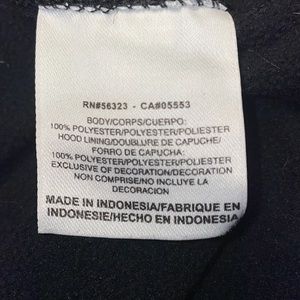 RN#56323 - CA#05553
BODY/CORPS/CUERPO:
100% POLYESTER/POLYESTER/POLIESTER
HOOD LINING/DOUBLURE DE CAPUCHE/
FORRO DE CAPUCHA:
100% POLYESTER/POLYESTER/POLIESTER
EXCLUSIVE OF DECORATION/DECORATION
NON COMPRISE/NO INCLUYE LA
DECORACION
MADE IN INDONESIA/FABRIQUE EN
INDONESIE/HECHO EN INDONESIA